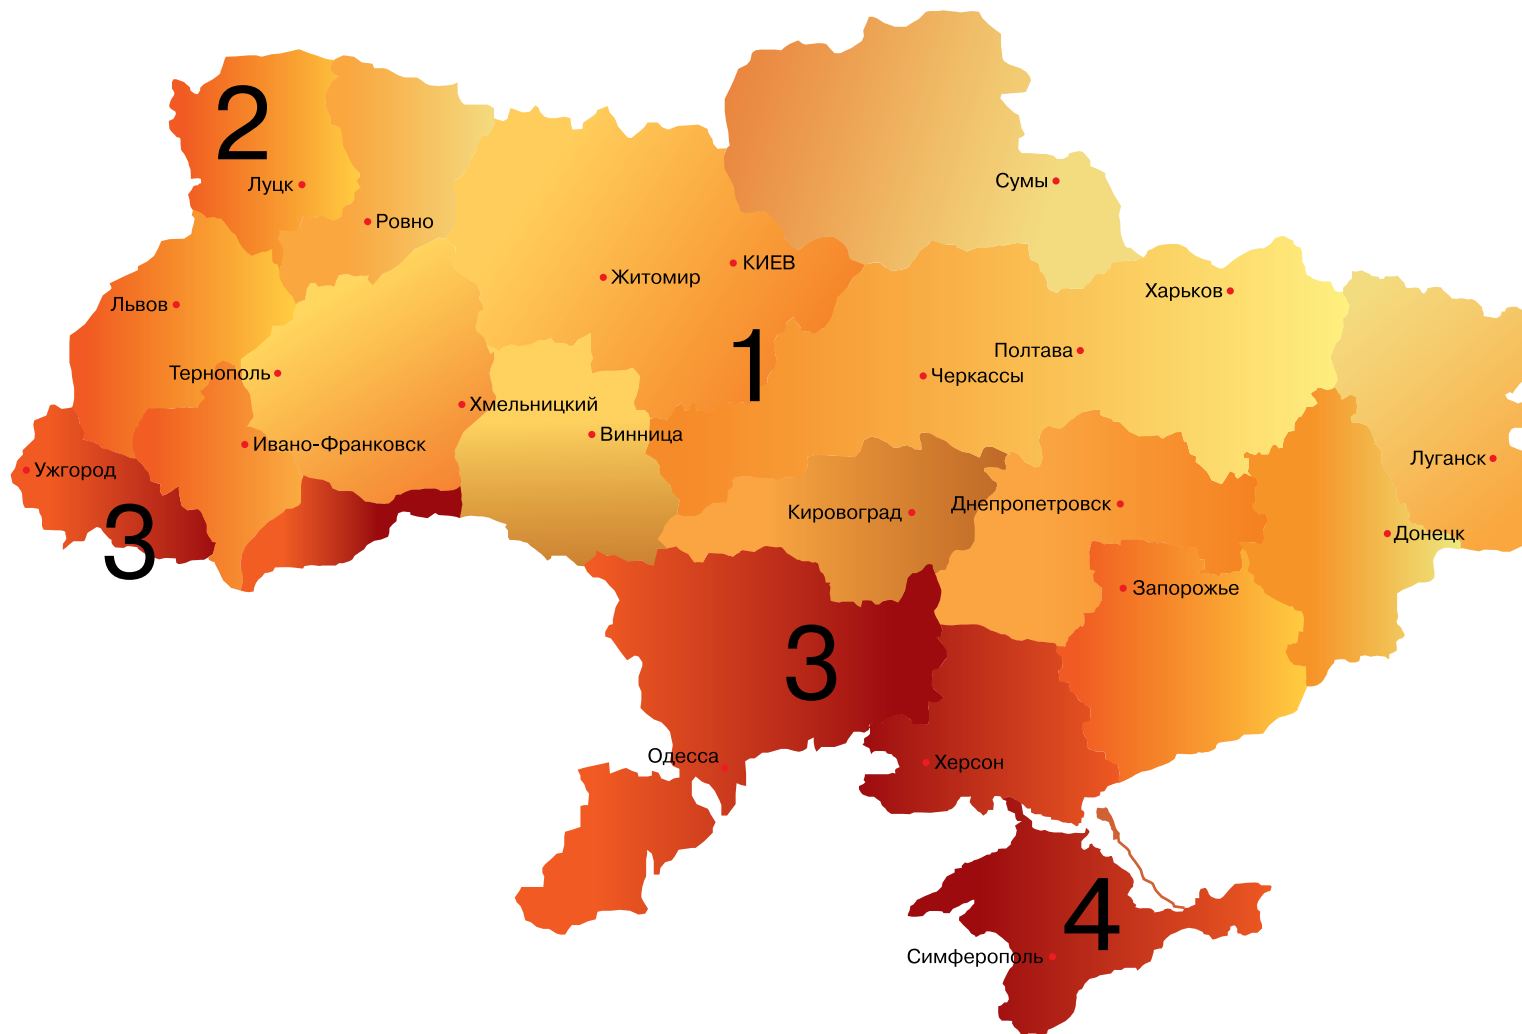 2
Луцк
Сумы
Ровно
КИЕВ
Житомир
Харьков
Львов
1
Полтава
Тернополь
Черкассы
Хмельницкий
Винница
Ивано-Франковск
Луганск
Ужгород
Днепропетровск
Кировоград
3
Донецк
Запорожье
3
Одесса
Херсон
4
Симферополь